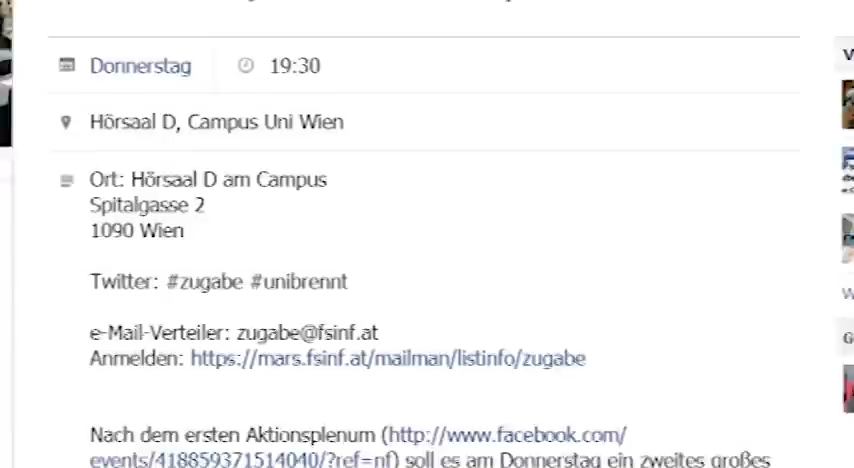 Donnerstag 19:30
Hörsaal D, Campus Uni Wien
Ort: Hörsaal D am Campus
Spitalgasse 2
1090 Wien
Twitter: #zugabe #unibrennt
e-Mail-Verteiler: zugabe@fsinf.at
Anmelden: https://mars.fsinf.at/mailman/listinfo/zugabe
Nach dem ersten Aktionsplenum (http://www.facebook.com/
events/418859371514040/?ref=nf) soll es am Donnerstag ein zweites großes